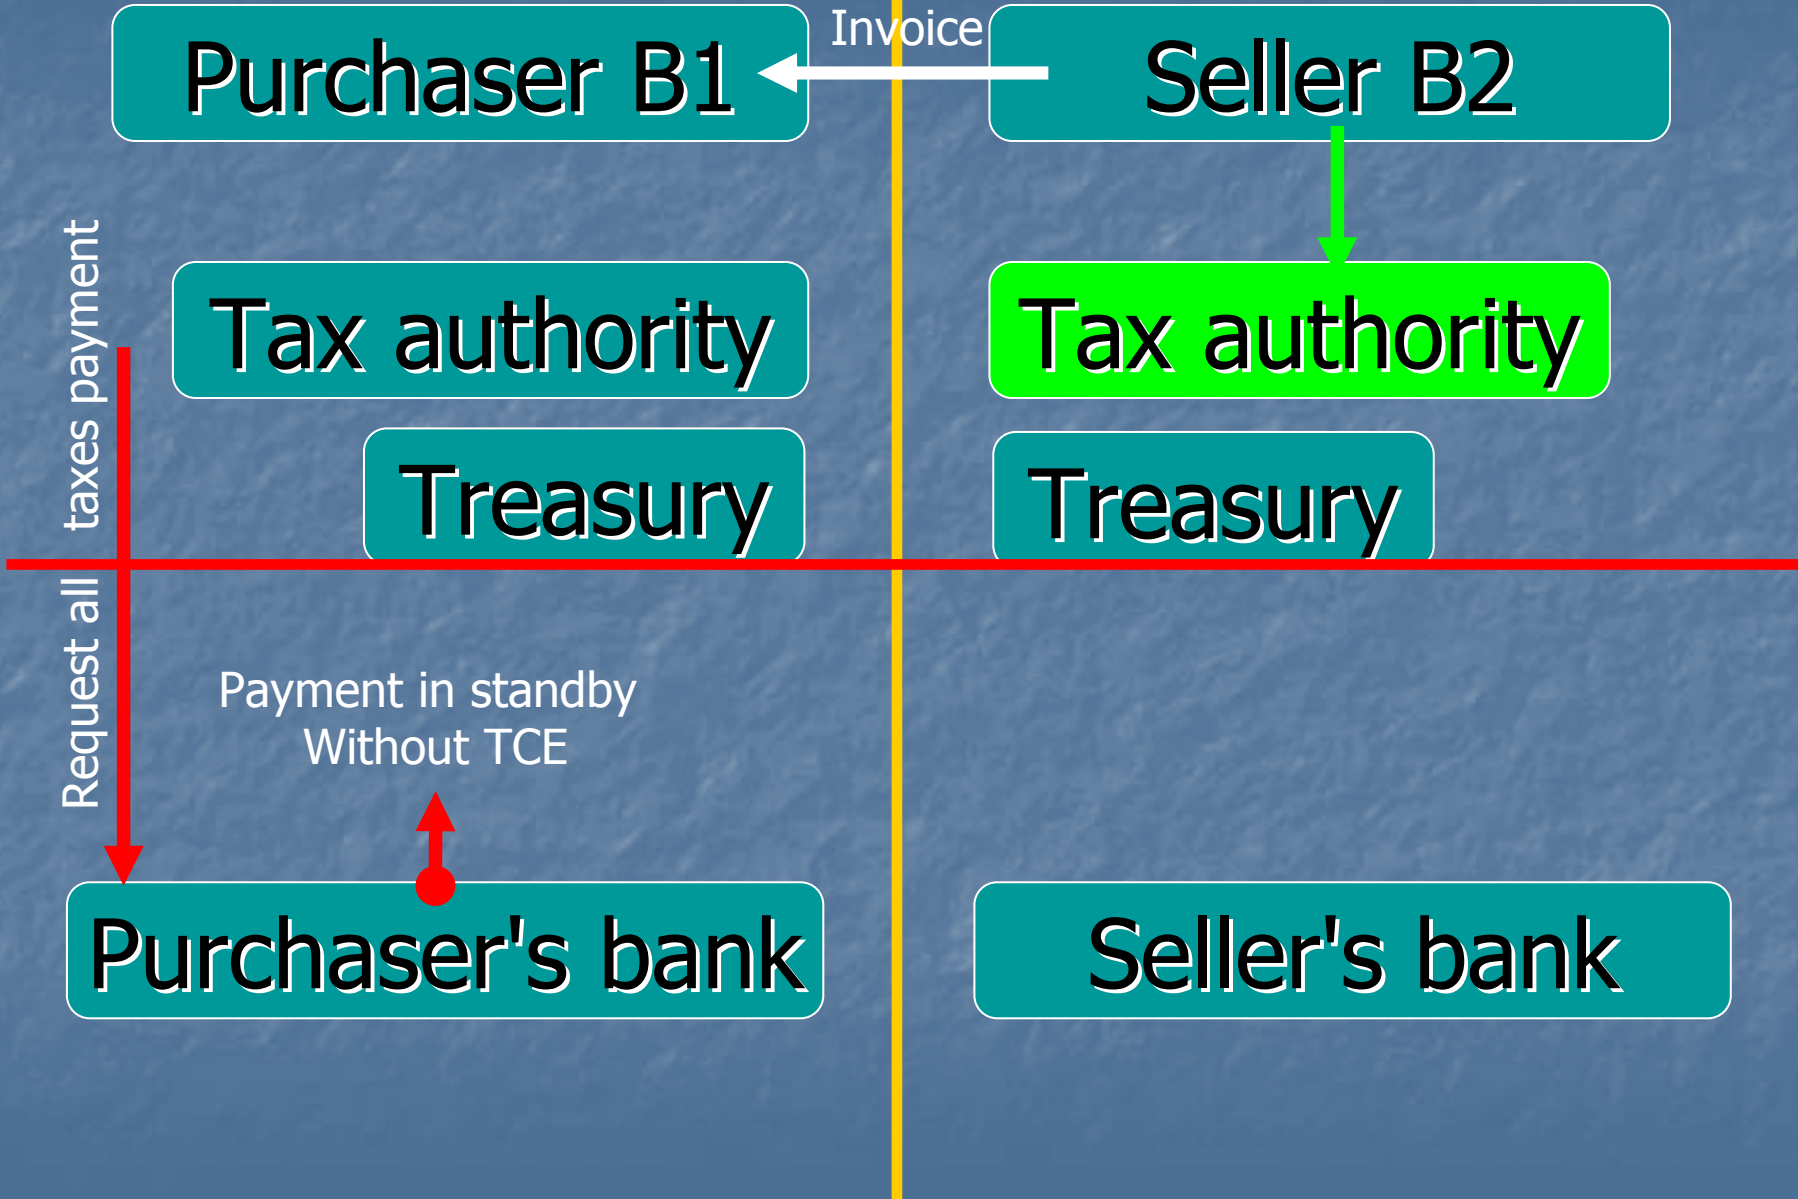 Invoice
Purchaser B1
Seller B2
Tax authority
Tax authority
Treasury
Treasury
Request all taxes payment
Payment in standby
Without TCE
Purchaser's bank
Seller's bank